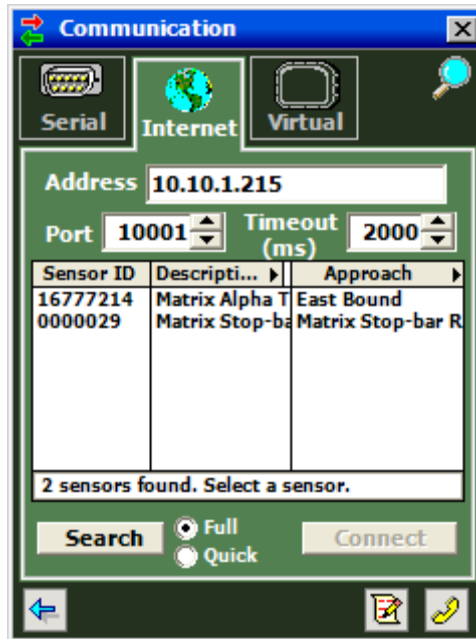 Communication
Serial
Internet
Virtual
Address 10.10.1.215
Port 10001 Timeout (ms) 2000
Sensor ID Descripti... Approach
16777214 Matrix Alpha T East Bound
0000029 Matrix Stop-ba Matrix Stop-bar R
2 sensors found. Select a sensor.
Search Full Connect
Quick